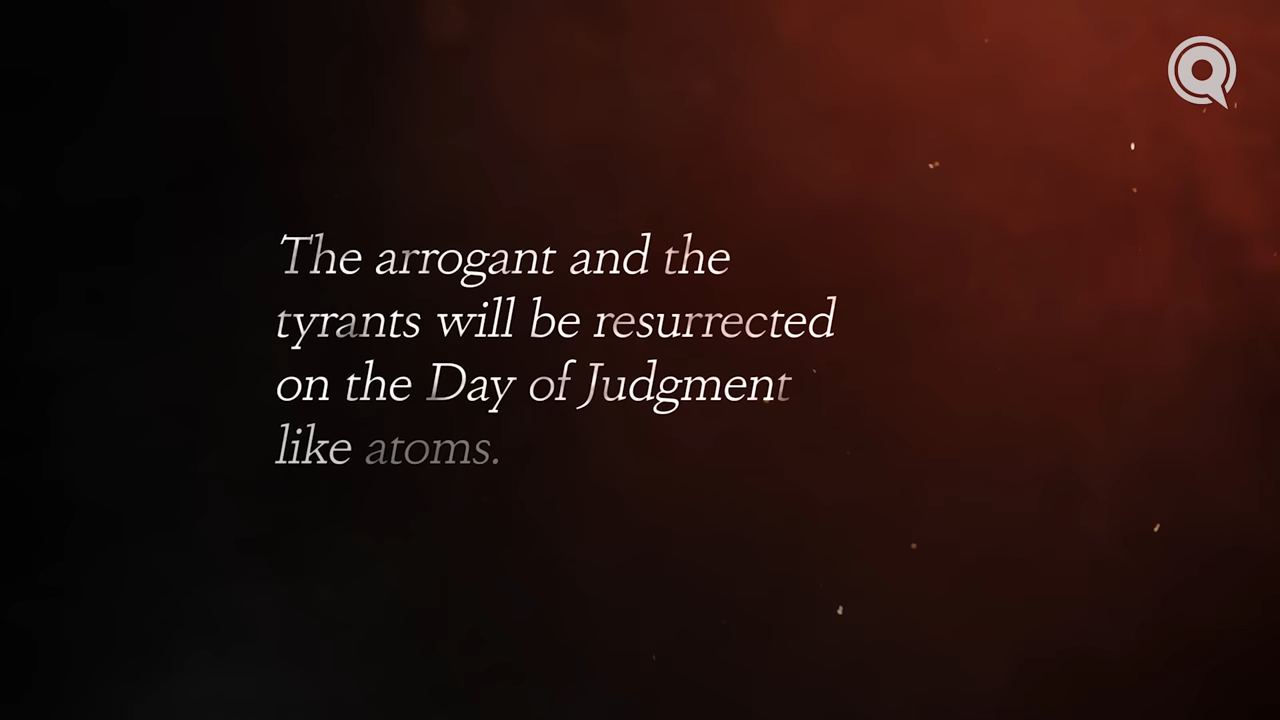 The arrogant and the
tyrants will be resurrected
on the Day of Judgment
like atoms.